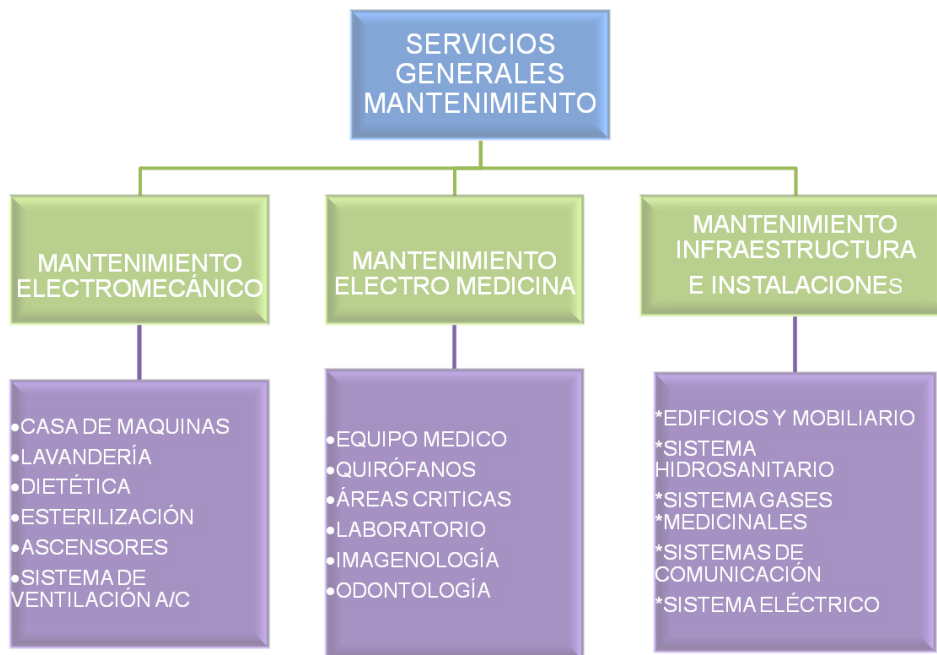 SERVICIOS
GENERALES
MANTENIMIENTO
MANTENIMIENTO
ELECTROMECÁNICO
MANTENIMIENTO
ELECTRO MEDICINA
MANTENIMIENTO
INFRAESTRUCTURA
E INSTALACIONES
•CASA DE MAQUINAS
•LAVANDERÍA
•DIETÉTICA
•ESTERILIZACIÓN
•ASCENSORES
•SISTEMA DE
VENTILACIÓN A/C
•EQUIPO MEDICO
•QUIRÓFANOS
•ÁREAS CRITICAS
•LABORATORIO
•IMAGENOLOGÍA
•ODONTOLOGÍA
*EDIFICIOS Y MOBILIARIO
*SISTEMA
HIDROSANITARIO
*SISTEMA GASES
*MEDICINALES
*SISTEMAS DE
COMUNICACIÓN
*SISTEMA ELÉCTRICO